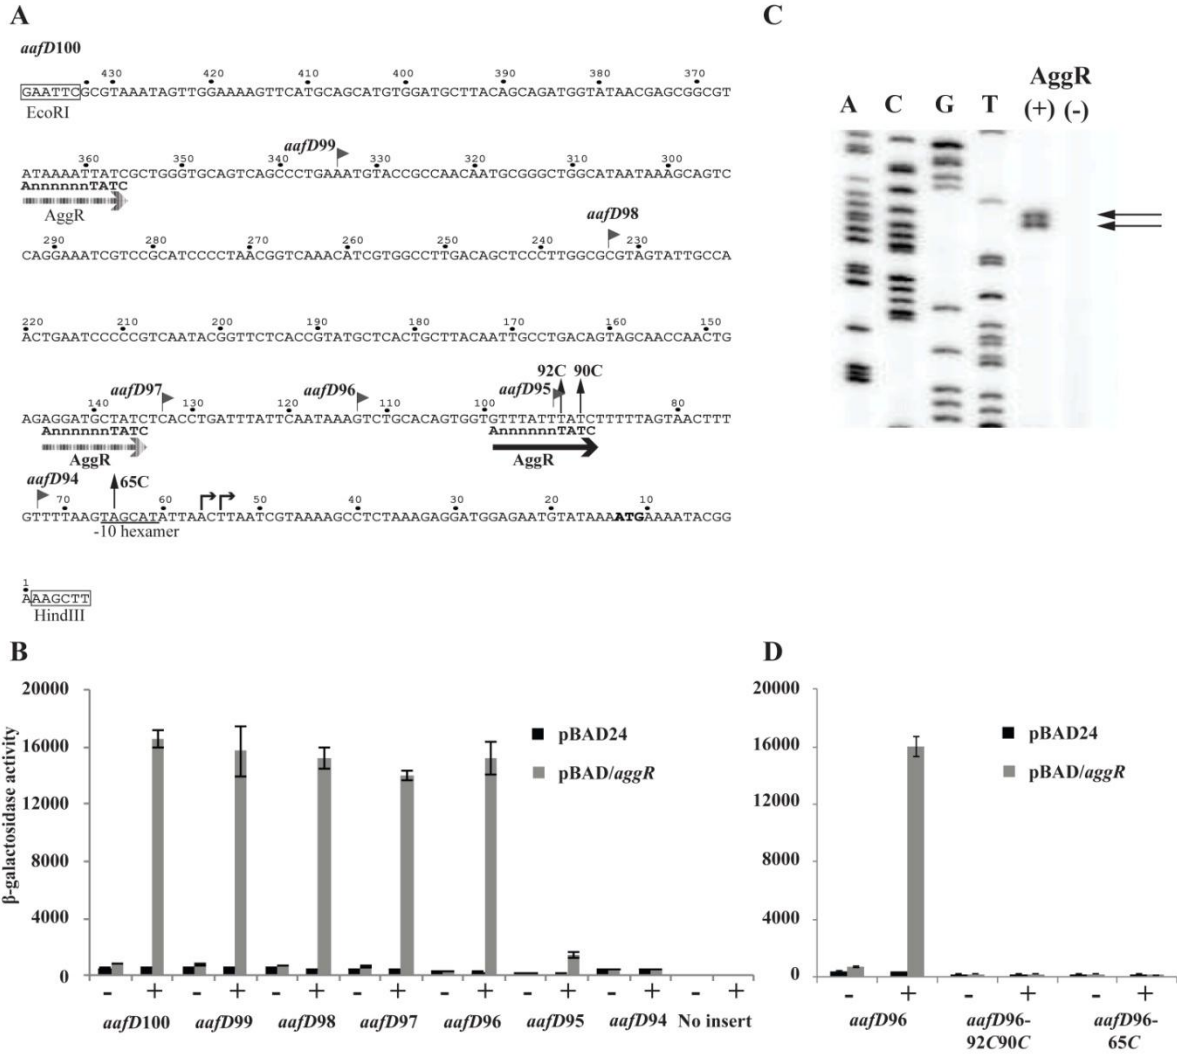 A
aafD100
430 420 410 400 390 380 370
GAATTCGCGTAAATAGTTGGAAAAGTTCATGCAGCATGTGGATGCTTACAGCAGATGGTATAACGAGCGGCGT
EcoRI
aafD99
360 350 340 330 320 310 300
ATAAAATTATCGCTGGGTGCAGTCAGCCCTGAAATGTACCGCCAACAATGCGGGCTGGCATAATAAAGCAGTC
AnnnnnnTATC
AggR
aafD98
290 280 270 260 250 240 230
CAGGAAATCGTCCGCATCCCCTAACGGTCAAACATCGTGGCCTTGACAGCTCCCTTGGCGCGTAGTATTGCCA
220 210 200 190 180 170 160 150
ACTGAATCCCCCGTCAATACGGTTCTCACCGTATGCTCACTGCTTACAATTGCCTGACAGTAGCAACCAACTG
92C 90C
aafD97 aafD96 aafD95
140 130 120 110 100 80
AGAGGATGCTATCTCACCTGATTTATTCAATAAAGTCTGCACAGTGGTGTTTATTTATCTTTTTAGTAACTTT
AnnnnnnTATC AnnnnnnTATC
AggR AggR
aafD94 65C
70 60 50 40 30 20 10
GTTTTAAGTAGCATATTAACTTAATCGTAAAAGCCTCTAAAGAGGATGGAGAATGTATAAAATGAAAATACGG
-10 hexamer
1
AAAGCTT
HindIII
C
AggR
A C G T (+) (-)
B
β-galactosidase activity
20000
16000
12000
8000
4000
0
pBAD24
pBAD/aggR
- + - + - + - + - + - + - + - +
aafD100 aafD99 aafD98 aafD97 aafD96 aafD95 aafD94 No insert
D
20000
16000
12000
8000
4000
0
pBAD24
pBAD/aggR
- + - + - +
aafD96 aafD96- aafD96-
92C90C 65C